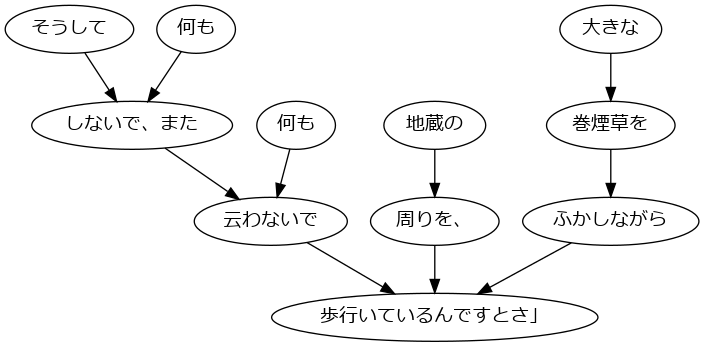 そうして 何も 大きな
しないで、また 何も 地蔵の 巻煙草を
云わないで 周りを、 ふかしながら
歩行いているんですとさ」